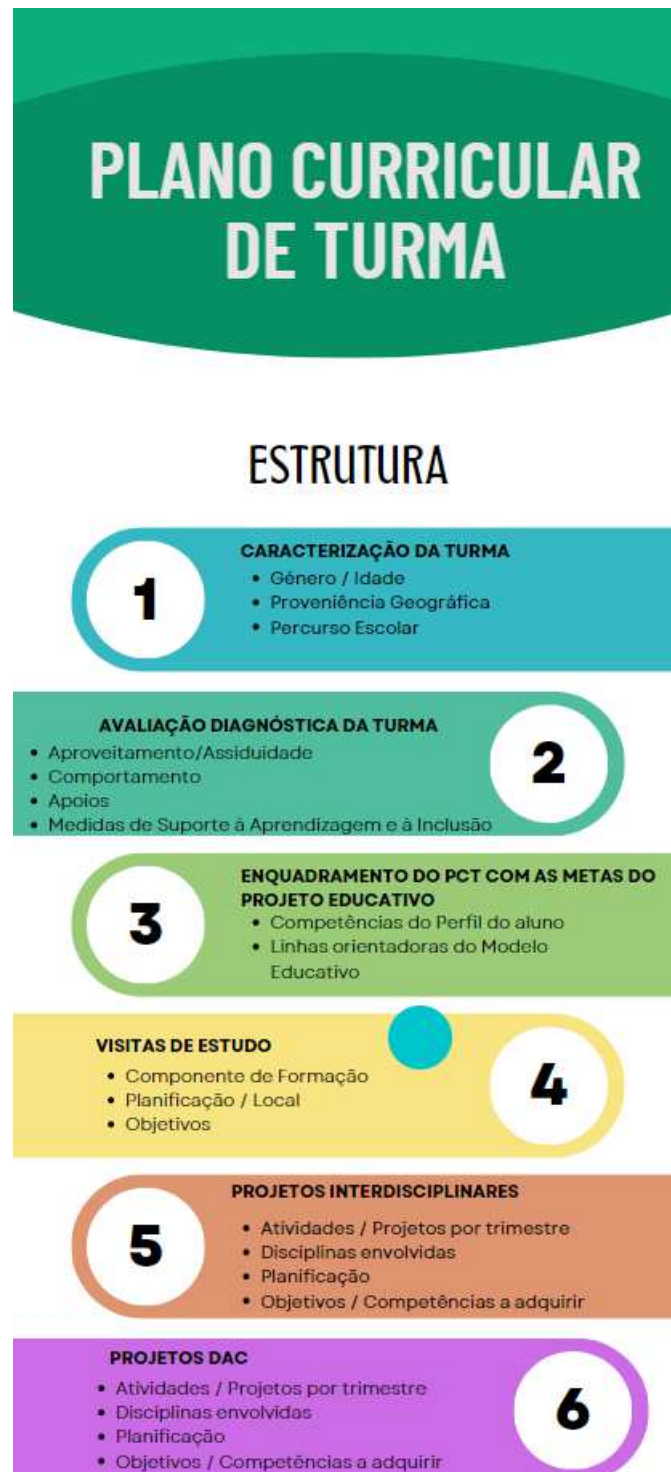 PLANO CURRICULAR
DE TURMA
ESTRUTURA
1
CARACTERIZAÇÃO DA TURMA
• Género / Idade
• Proveniência Geográfica
• Percurso Escolar
AVALIAÇÃO DIAGNÓSTICA DA TURMA
• Aproveitamento/Assiduidade
• Comportamento
• Apoios
• Medidas de Suporte à Aprendizagem e à Inclusão
2
3
ENQUADRAMENTO DO PCT COM AS METAS DO
PROJETO EDUCATIVO
• Competências do Perfil do aluno
• Linhas orientadoras do Modelo
Educativo
VISITAS DE ESTUDO
• Componente de Formação
• Planificação / Local
• Objetivos
4
5
PROJETOS INTERDISCIPLINARES
• Atividades / Projetos por trimestre
• Disciplinas envolvidas
• Planificação
• Objetivos / Competências a adquirir
PROJETOS DAC
• Atividades / Projetos por trimestre
• Disciplinas envolvidas
• Planificação
• Objetivos / Competências a adquirir
6